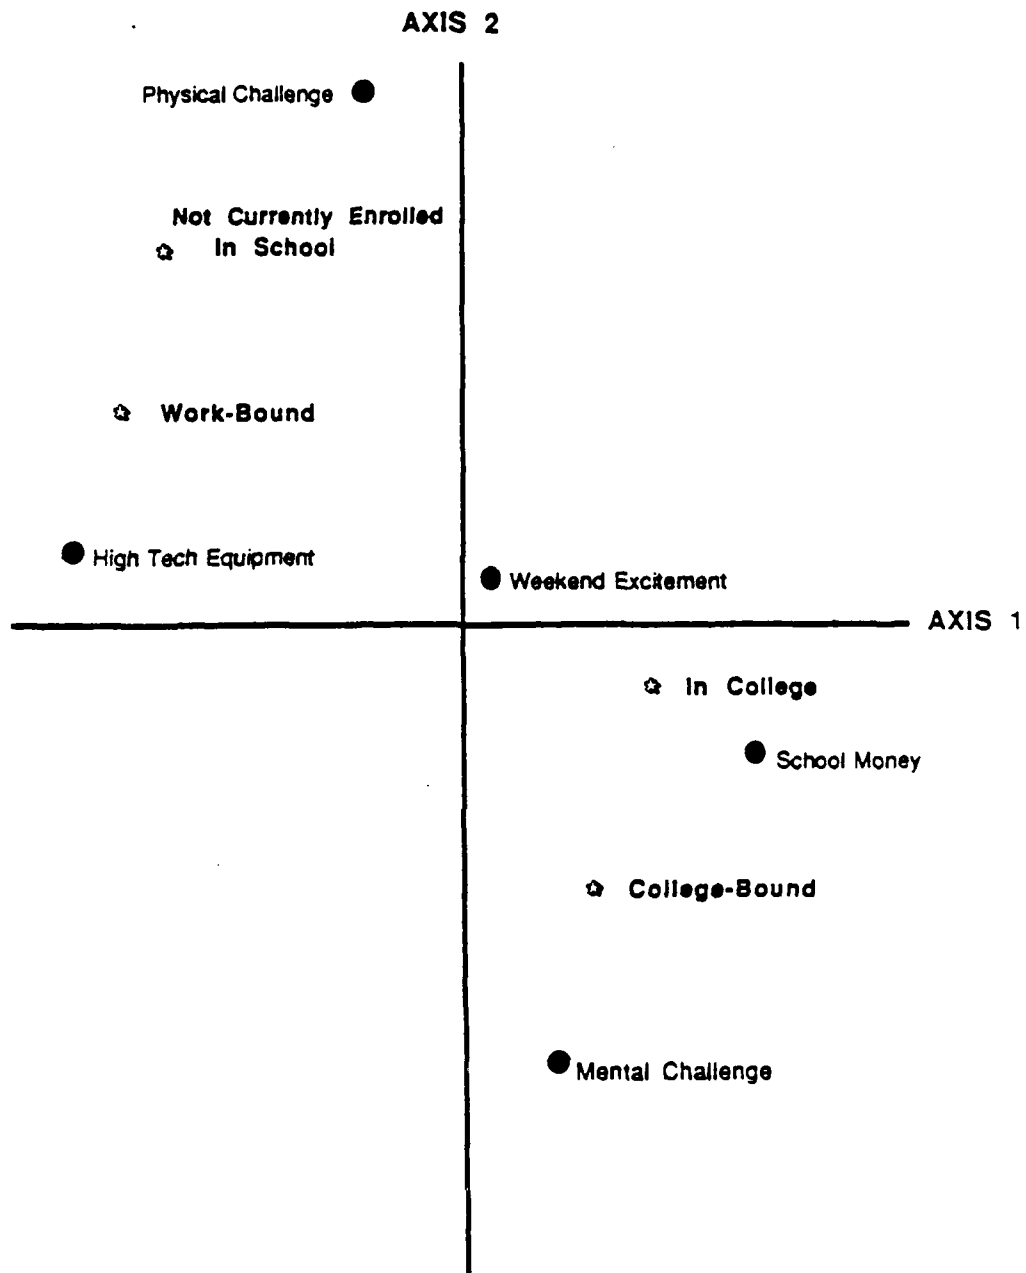 AXIS 2
Physical Challenge
Not Currently Enrolled
In School
Work-Bound
High Tech Equipment
Weekend Excitement
AXIS 1
In College
School Money
College-Bound
Mental Challenge